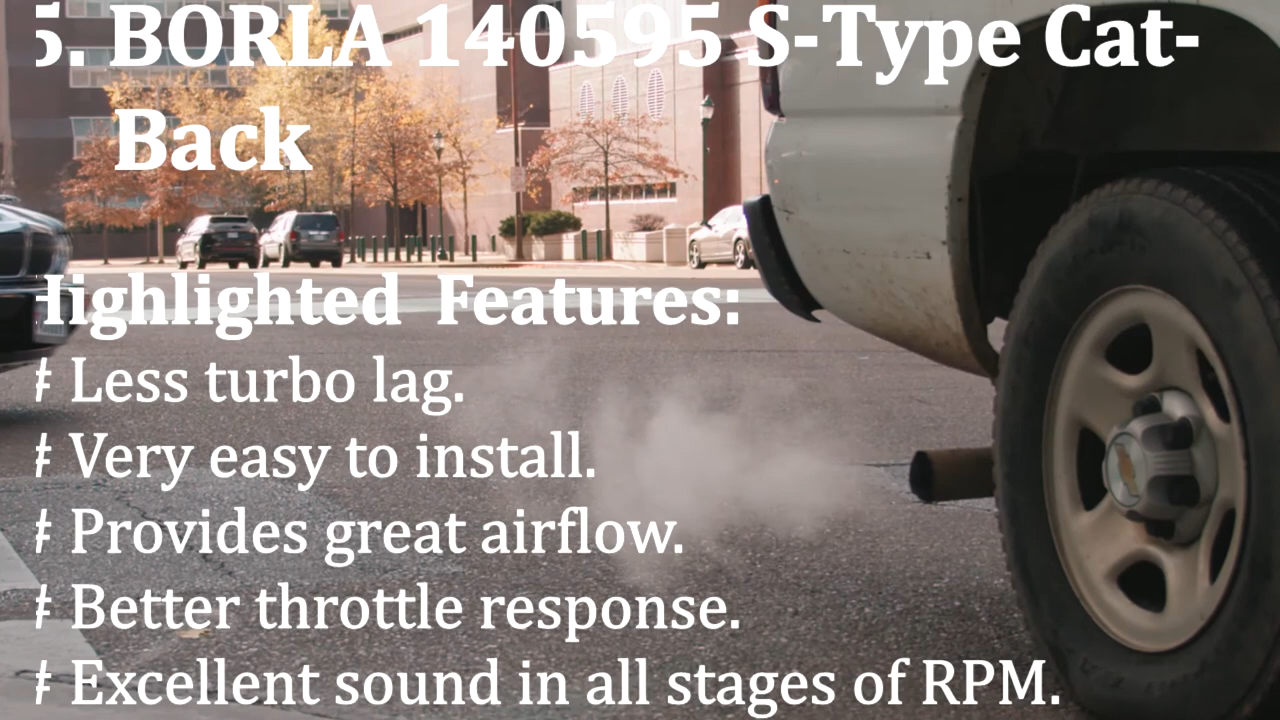 5. BORLA 140595 S-Type Cat-
Back
Highlighted Features:
# Less turbo lag.
# Very easy to install.
# Provides great airflow.
# Better throttle response.
# Excellent sound in all stages of RPM.